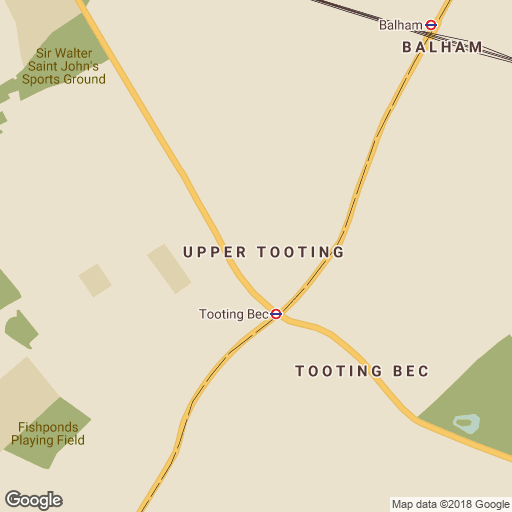 Balham
BALHAM
Sir Walter
Saint John's
Sports Ground
UPPER TOOTING
Tooting Bec
TOOTING BEC
Fishponds
Playing Field
Google
Map data ©2018 Google